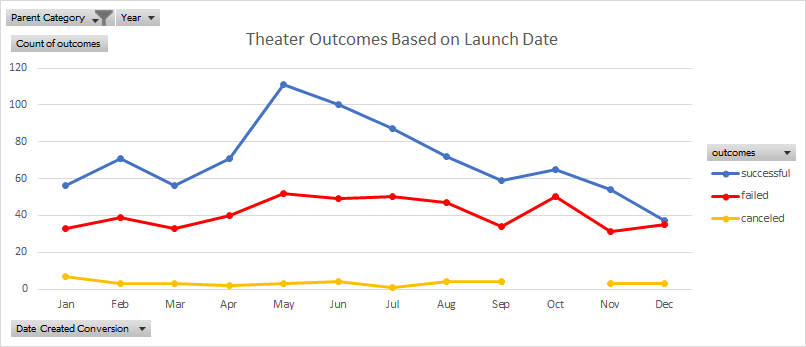 Parent Category
Year
Count of outcomes
Theater Outcomes Based on Launch Date
120
100
80
60
40
20
0
Jan Feb Mar Apr May Jun Jul Aug Sep Oct Nov Dec
outcomes
successful
failed
canceled
Date Created Conversion